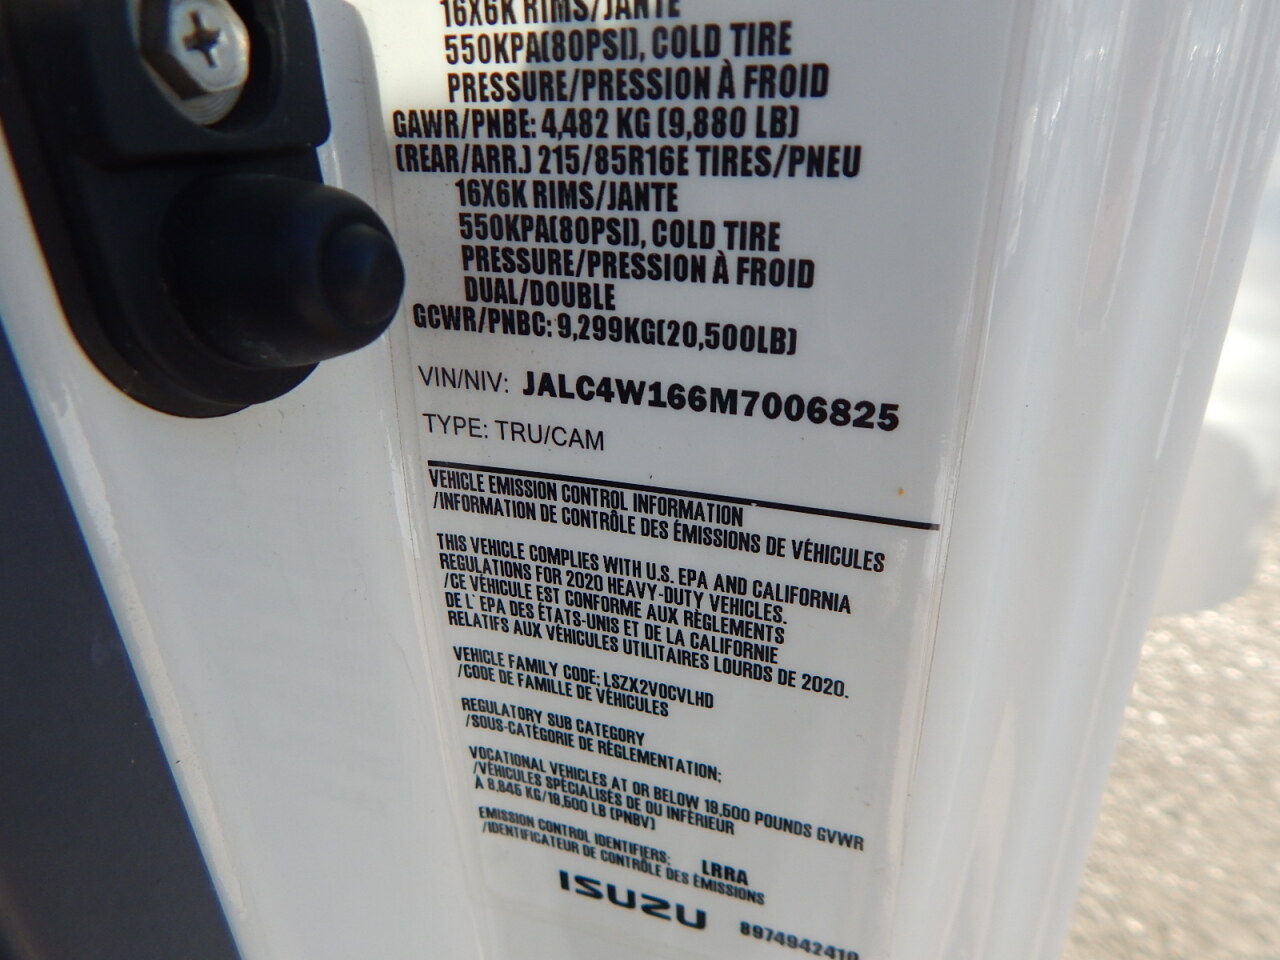 16X6K RIMS/JANTE
550KPA(80PSI), COLD TIRE
PRESSURE/PRESSION À FROID
GAWR/PNBE: 4,482 KG (9,880 LB)
(REAR/ARR.) 215/85R16E TIRES/PNEU
16X6K RIMS/JANTE
550KPA(80PSI), COLD TIRE
PRESSURE/PRESSION À FROID
DUAL/DOUBLE
GCWR/PNBC: 9,299KG(20,500LB)
VIN/NIV: JALC4W166M7006825
TYPE: TRU/CAM
VEHICLE EMISSION CONTROL INFORMATION
/INFORMATION DE CONTRÔLE DES ÉMISSIONS DE VÉHICULES
THIS VEHICLE COMPLIES WITH U.S. EPA AND CALIFORNIA
REGULATIONS FOR 2020 HEAVY-DUTY VEHICLES.
/CE VÉHICULE EST CONFORME AUX RÈGLEMENTS
DE L' EPA DES ÉTATS-UNIS ET DE LA CALIFORNIE
RELATIFS AUX VÉHICULES UTILITAIRES LOURDS DE 2020.
VEHICLE FAMILY CODE: LSZX2VOCVLHD
/CODE DE FAMILLE DE VÉHICULES
REGULATORY SUB CATEGORY
/SOUS-CATÉGORIE DE RÉGLEMENTATION:
VOCATIONAL VEHICLES AT OR BELOW 19,500 POUNDS GVWR
/VÉHICULES SPÉCIALISÉS DE OU INFÉRIEUR
À 8,845 KG/19,500 LB (PNBV)
EMISSION CONTROL IDENTIFIERS: LRRA
/IDENTIFICATEUR DE CONTRÔLE DES ÉMISSIONS
ISUZU 8974942410